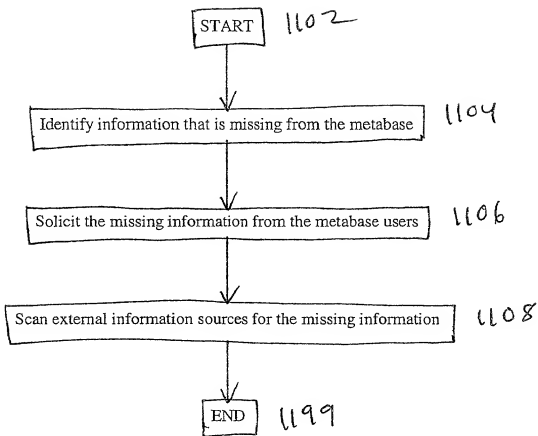 START 1102
Identify information that is missing from the metabase 1104
Solicit the missing information from the metabase users 1106
Scan external information sources for the missing information 1108
END 1199